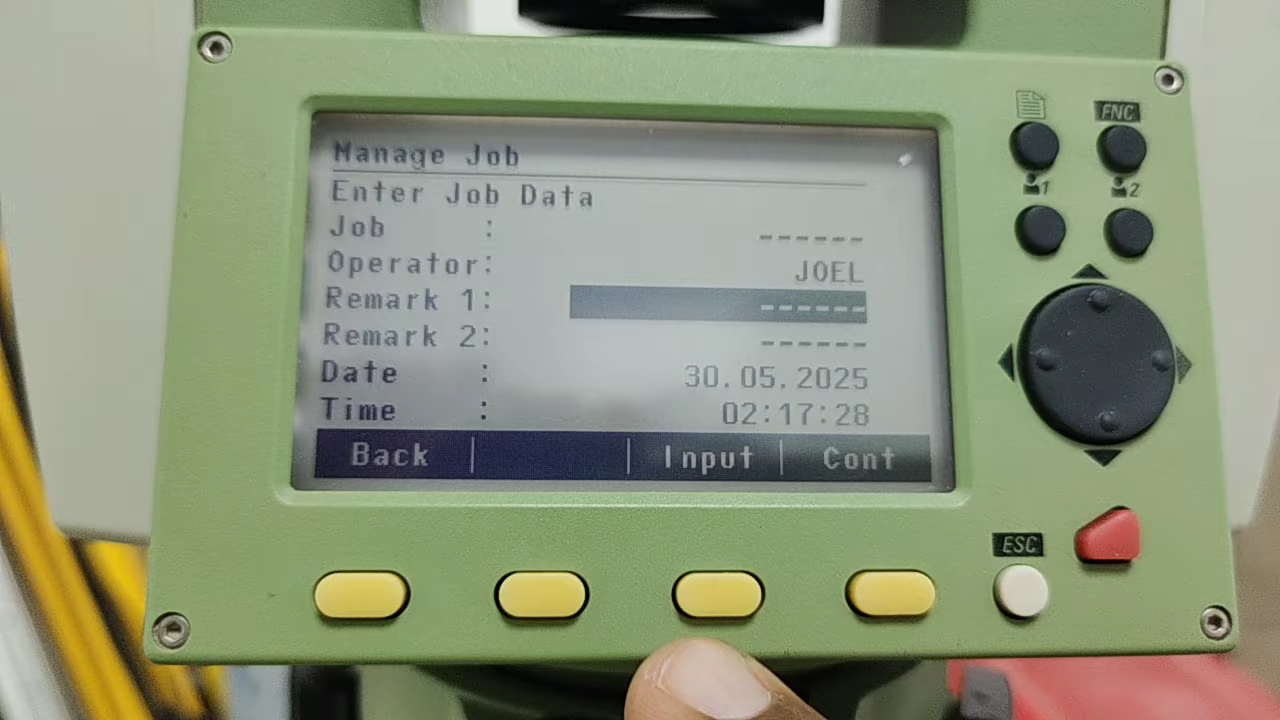 FNC
Manage Job
Enter Job Data
1
2
Job : ------
Operator: JOEL
Remark 1: ------
Remark 2: ------
Date : 30.05.2025
Time : 02:17:28
Back | | Input | Cont
ESC